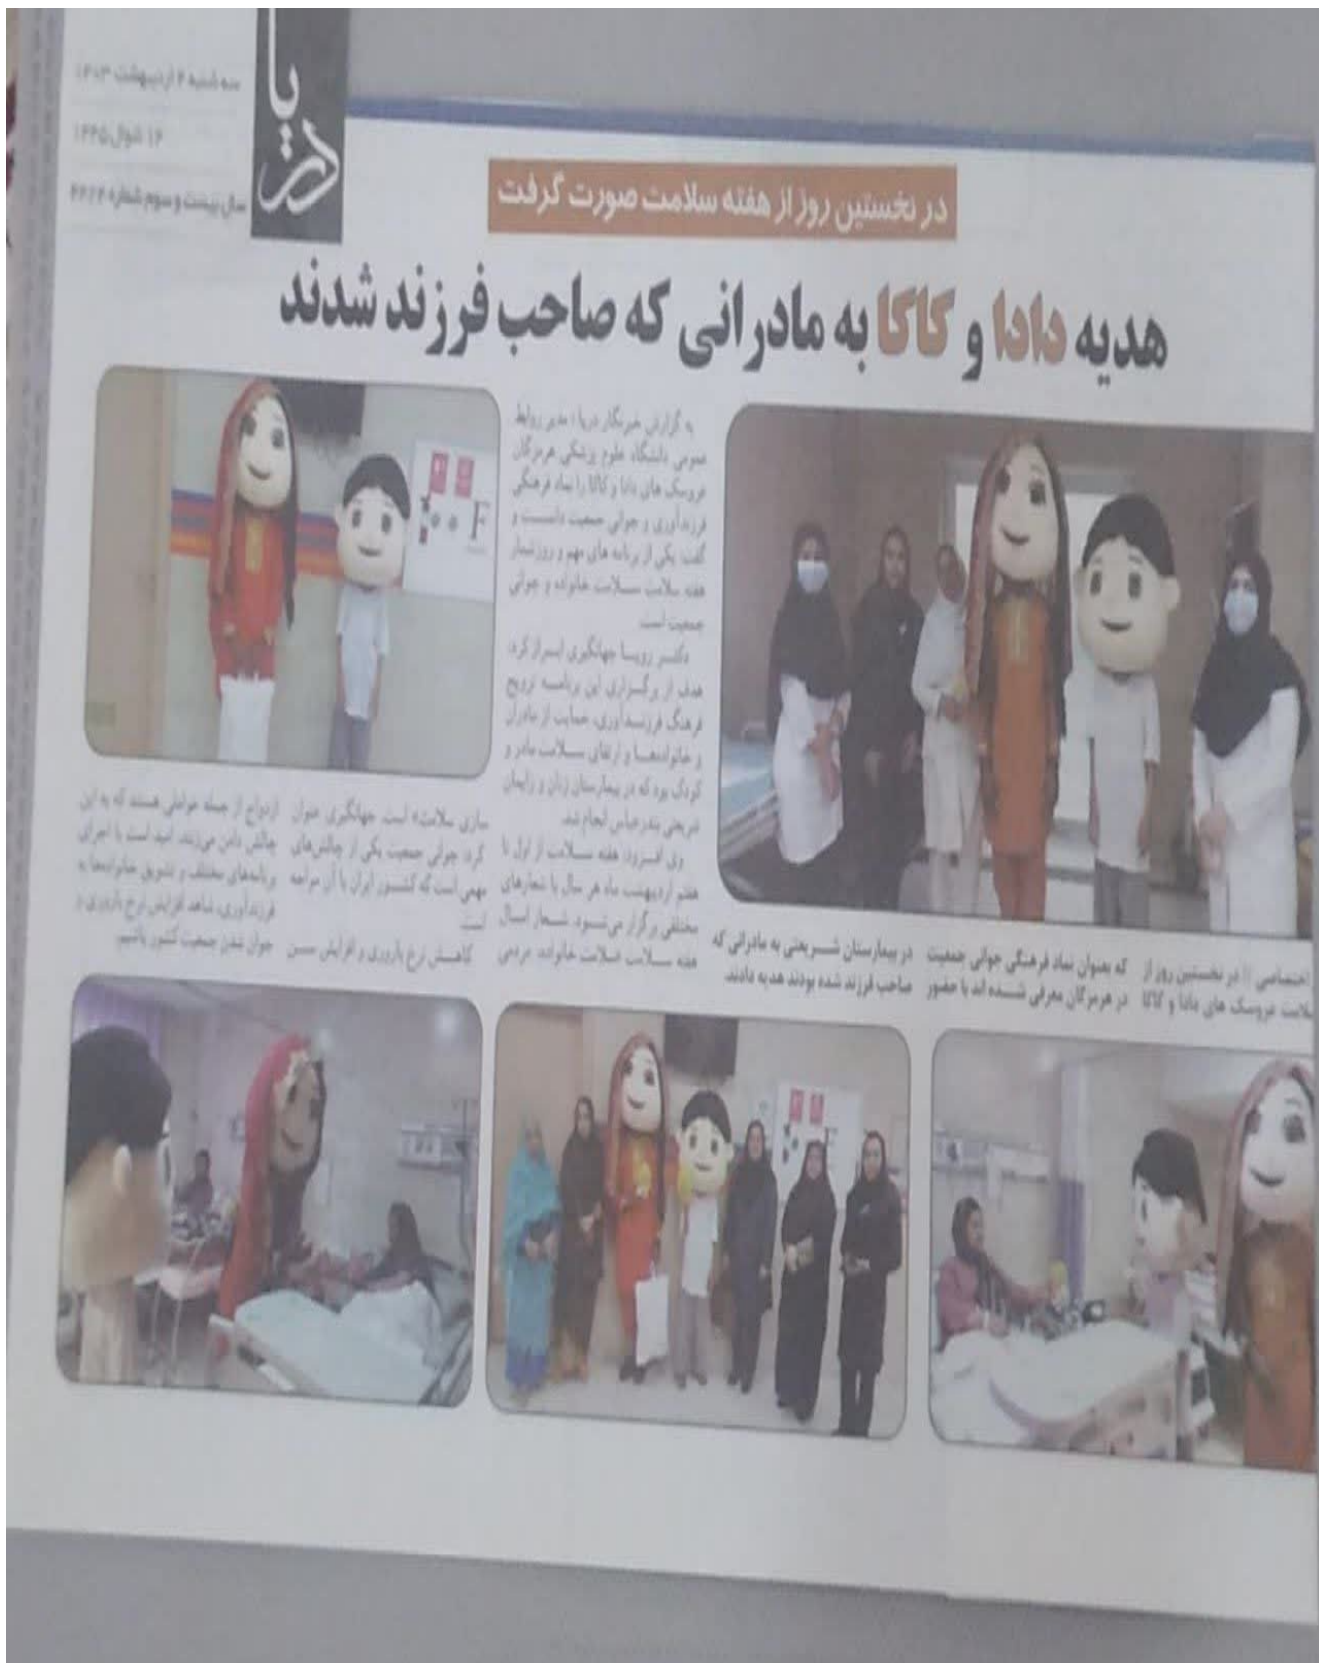 سه شنبه ۴ اردیبهشت ۱۴۰۳
۱۴ شوال ۱۴۴۵
سال بیست و سوم شماره
دریا
در نخستین روز از هفته سلامت صورت گرفت
هدیه دادا و کاکا به مادرانی که صاحب فرزند شدند
اختصاصی // در نخستین روز از
سلامت عروسک های دادا و کاکا
که بعنوان نماد فرهنگی جوانی جمعیت
در هرمزگان معرفی شده اند با حضور
در بیمارستان شریعتی به مادرانی که
صاحب فرزند شده بودند هدیه دادند.
به گزارش خبرنگار دریا ؛ مدیر روابط
عمومی دانشگاه علوم پزشکی هرمزگان
عروسک های دادا و کاکا را نماد فرهنگی
فرزندآوری و جوانی جمعیت دانست و
گفت: یکی از برنامه های مهم و روزشمار
هفته سلامت سلامت خانواده و جوانی
جمعیت است.
دکتر رویا جهانگیری ابراز کرد:
هدف از برگزاری این برنامه ترویج
فرهنگ فرزندآوری، حمایت از مادران
و خانواده‌ها و ارتقای سلامت مادر و
کودک بود که در بیمارستان زنان و زایمان
شریعتی بندرعباس انجام شد.
وی افزود: هفته سلامت از اول تا
هفتم اردیبهشت ماه هر سال با شعارهای
مختلفی برگزار می‌شود. شعار امسال
هفته سلامت «سلامت خانواده، مردمی
سازی سلامت» است. جهانگیری عنوان
کرد: جوانی جمعیت یکی از چالش‌های
مهمی است که کشور ایران با آن مواجه
است.
کاهش نرخ باروری و افزایش سن
ازدواج از جمله عواملی هستند که به این
چالش دامن می‌زنند. امید است با اجرای
برنامه‌های مختلف و تشویق خانواده‌ها به
فرزندآوری، شاهد افزایش نرخ باروری و
جوان شدن جمعیت کشور باشیم.